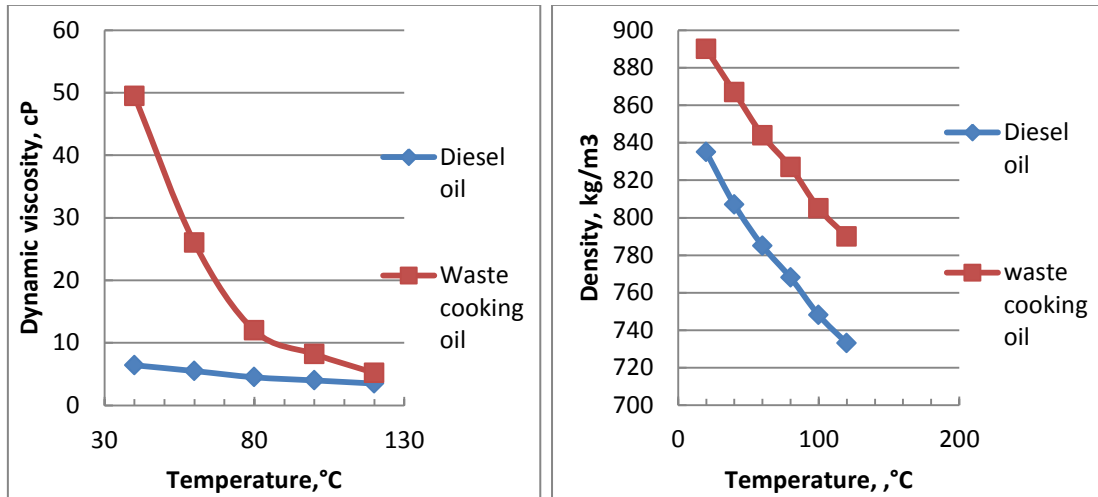 60
50
40
30
20
10
0
30
80
130
Dynamic viscosity, cP
Temperature,°C
Diesel
oil
Waste
cooking
oil
900
880
860
840
820
800
780
760
740
720
700
0
100
200
Density, kg/m3
Temperature, ,°C
Diesel
oil
waste
cooking
oil